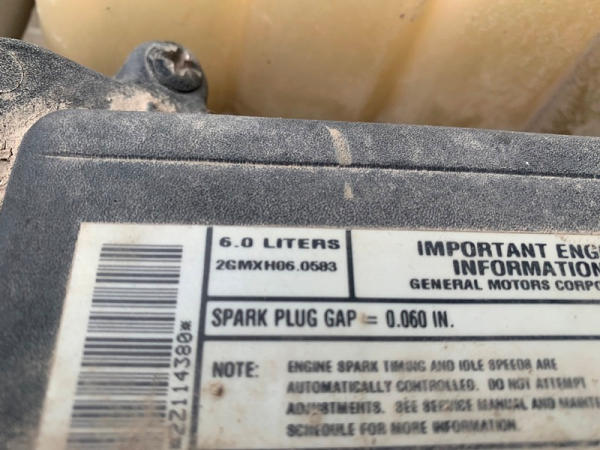 6.0 LITERS
2GMXH06.0583
IMPORTANT ENG
INFORMATION
GENERAL MOTORS CORPO
SPARK PLUG GAP = 0.060 IN.
NOTE: ENGINE SPARK TIMING AND IDLE SPEEDS ARE
AUTOMATICALLY CONTROLLED. DO NOT ATTEMPT
ADJUSTMENTS. SEE SERVICE MANUAL AND MAINTE
SCHEDULE FOR MORE INFORMATION.
*2Z114380*